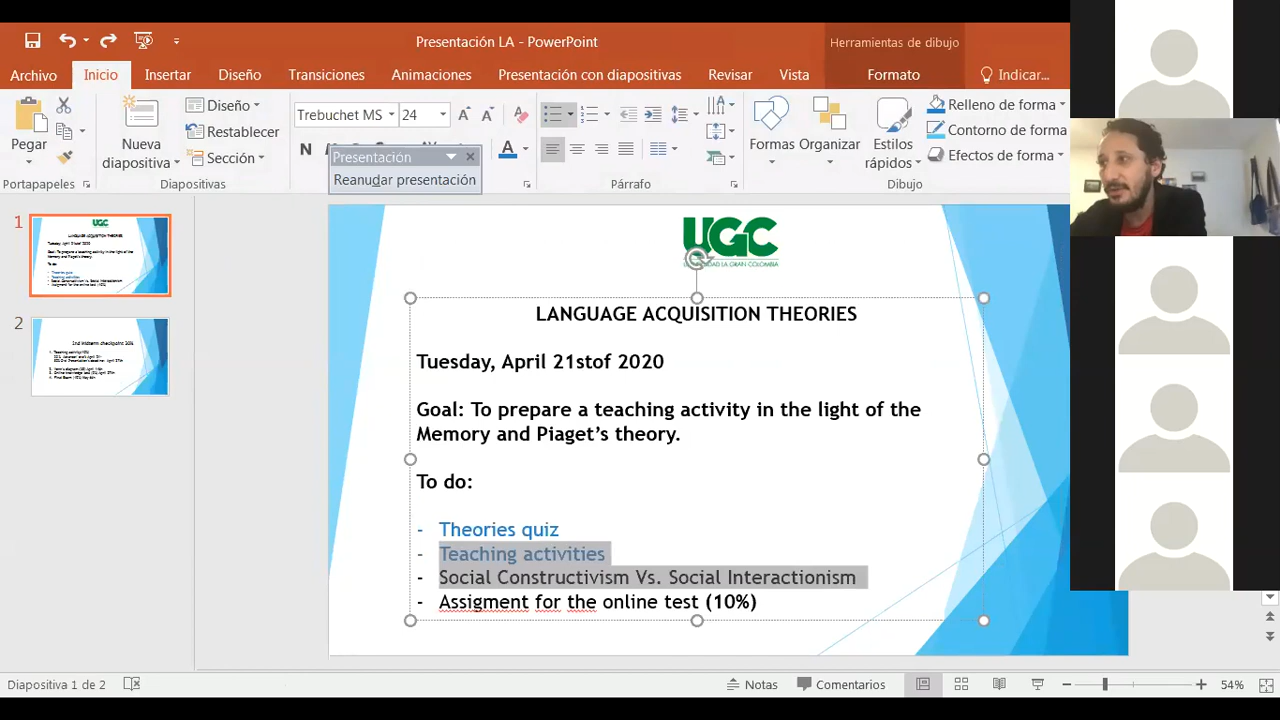 Presentación LA - PowerPoint
Herramientas de dibujo
Archivo
Inicio
Insertar
Diseño
Transiciones
Animaciones
Presentación con diapositivas
Revisar
Vista
Formato
Indicar...
Pegar
Nueva
diapositiva
Diseño
Restablecer
Sección
Trebuchet MS
24
N
Presentación
Reanudar presentación
Formas
Organizar
Estilos
rápidos
Relleno de forma
Contorno de forma
Efectos de forma
Portapapeles
Diapositivas
Párrafo
Dibujo
1
2
UGC
LANGUAGE ACQUISITION THEORIES
Tuesday, April 21stof 2020
Goal: To prepare a teaching activity in the light of the
Memory and Piaget’s theory.
To do:
- Theories quiz
- Teaching activities
- Social Constructivism Vs. Social Interactionism
- Assigment for the online test (10%)
Diapositiva 1 de 2
Notas
Comentarios
54%